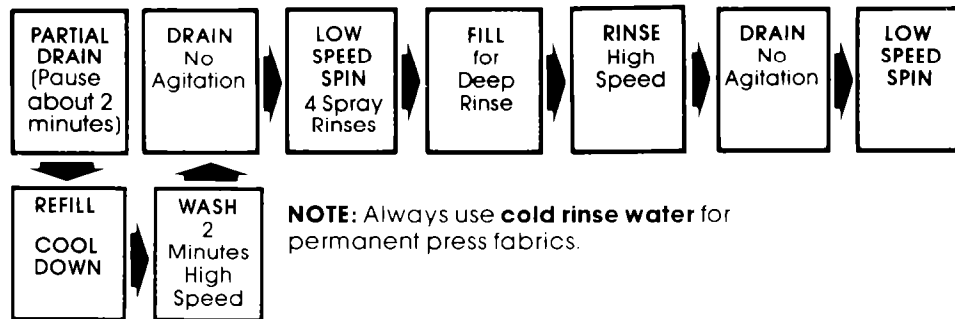 PARTIAL
DRAIN
(Pause
about 2
minutes)
REFILL
COOL
DOWN
WASH
2
Minutes
High
Speed
DRAIN
No
Agitation
LOW
SPEED
SPIN
4 Spray
Rinses
FILL
for
Deep
Rinse
RINSE
High
Speed
DRAIN
No
Agitation
LOW
SPEED
SPIN
NOTE: Always use cold rinse water for
permanent press fabrics.